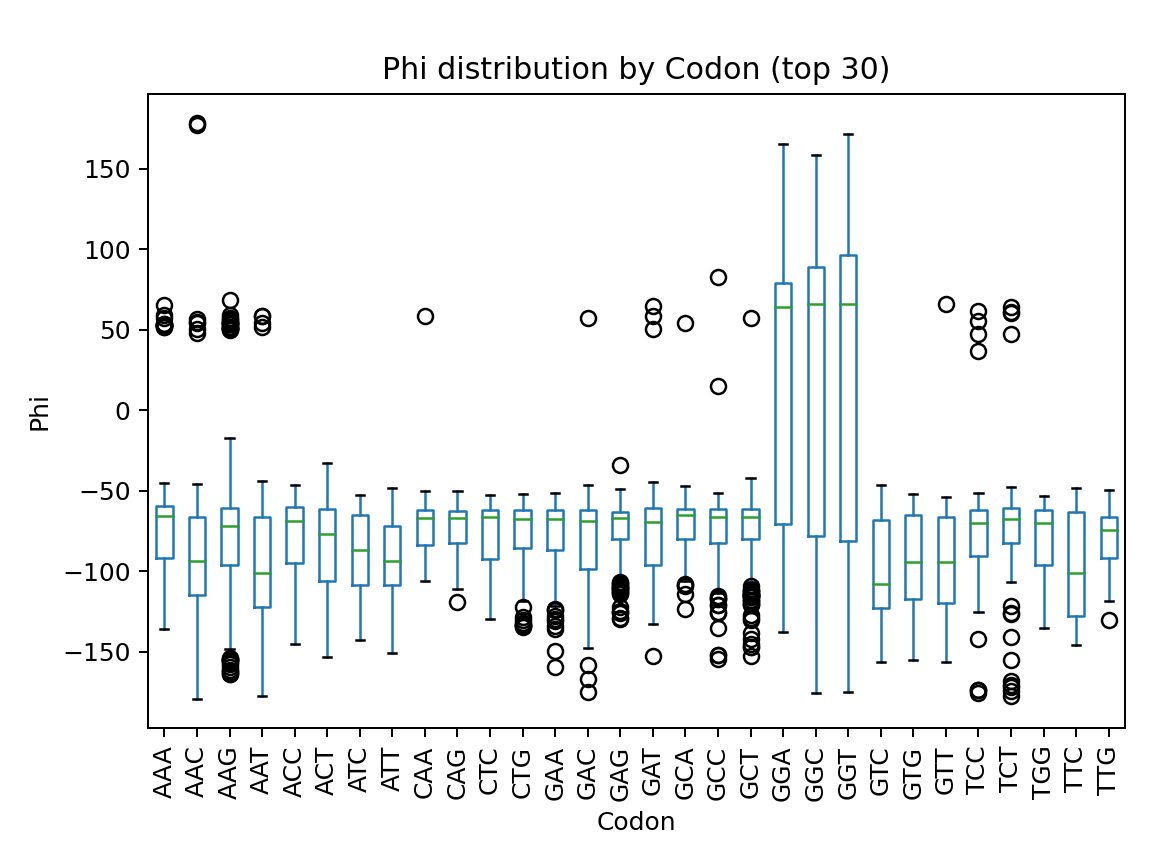 Phi distribution by Codon (top 30)
150
100
50
0
−50
−100
−150
Phi
AAA AAC AAG AAT ACC ACT ATC ATT CAA CAG CTC CTG GAA GAC GAG GAT GCA GCC GCT GGA GGC GGT GTC GTG GTT TCC TCT TGG TTC TTG
Codon